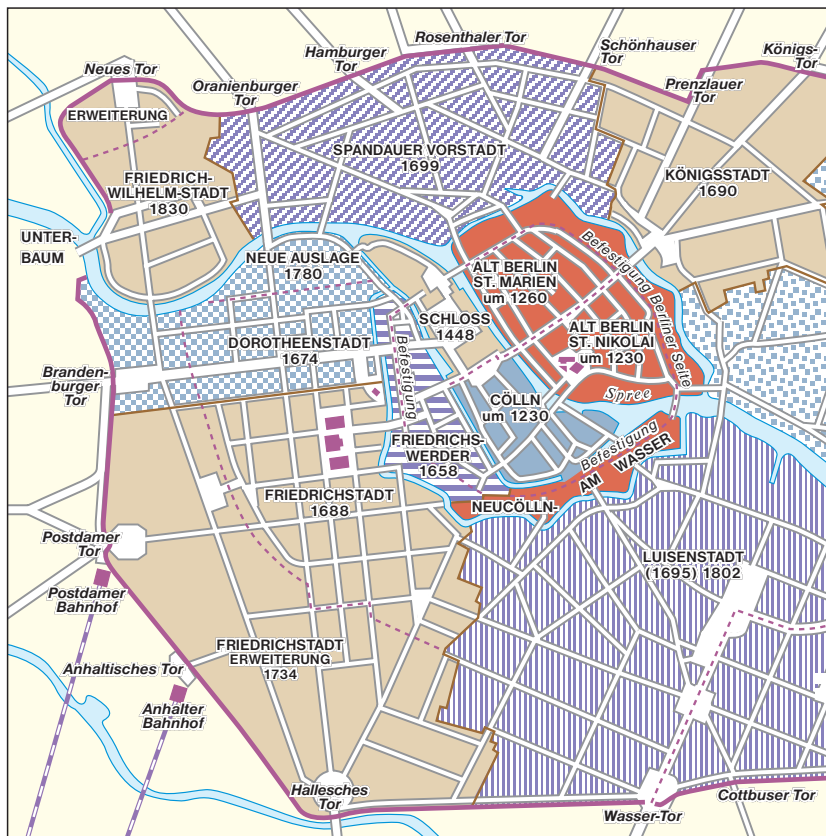 Rosenthaler Tor
Hamburger
Tor
Schönhauser
Tor
Königs-
Tor
Neues Tor
Oranienburger
Tor
Prenzlauer
Tor
ERWEITERUNG
SPANDAUER VORSTADT
1699
FRIEDRICH-
WILHELM-STADT
1830
KÖNIGSSTADT
1690
UNTER-
BAUM
NEUE AUSLAGE
1780
ALT BERLIN
ST. MARIEN
um 1260
Befestigung Berliner Seite
SCHLOSS
1448
ALT BERLIN
ST. NIKOLAI
um 1230
DOROTHEENSTADT
1674
Befestigung
Branden-
burger
Tor
Spree
CÖLLN
um 1230
FRIEDRICHS-
WERDER
1658
Befestigung
AM WASSER
NEUCÖLLN-
FRIEDRICHSTADT
1688
Postdamer
Tor
LUISENSTADT
(1695) 1802
Postdamer
Bahnhof
FRIEDRICHSTADT
ERWEITERUNG
1734
Anhaltisches Tor
Anhalter
Bahnhof
Hallesches
Tor
Cottbuser Tor
Wasser-Tor